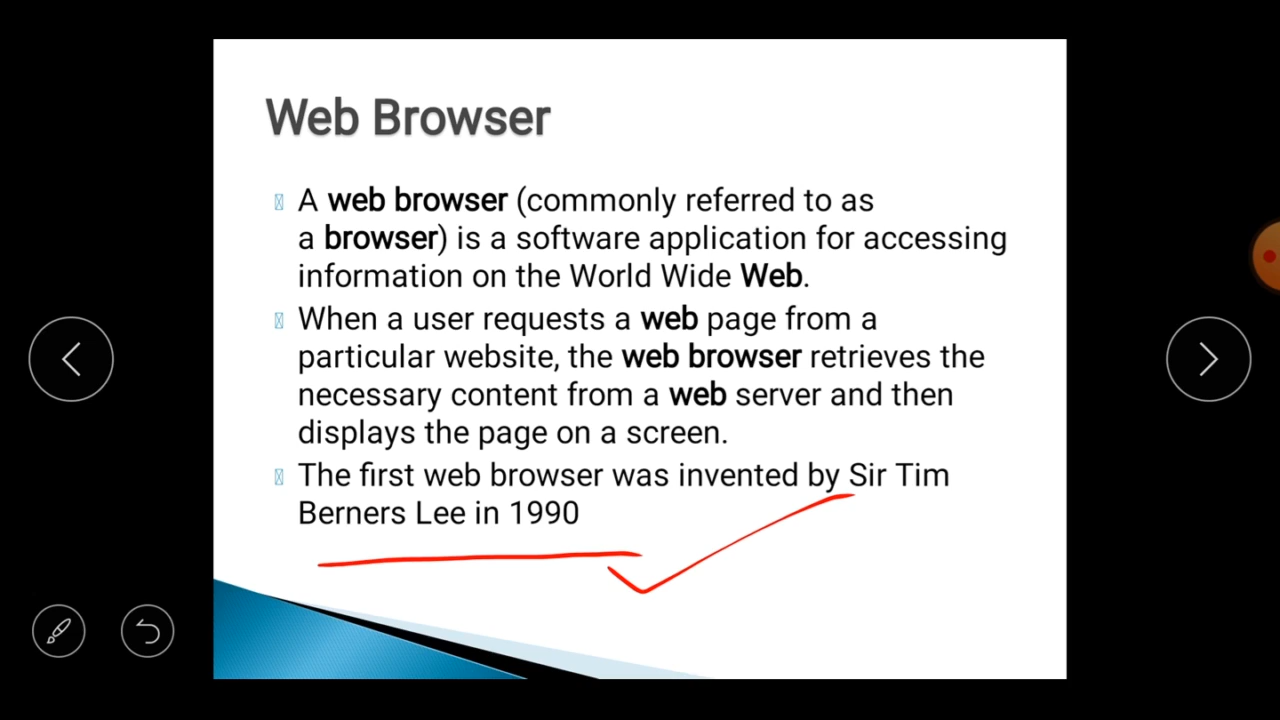 Web Browser
A web browser (commonly referred to as
a browser) is a software application for accessing
information on the World Wide Web.
When a user requests a web page from a
particular website, the web browser retrieves the
necessary content from a web server and then
displays the page on a screen.
The first web browser was invented by Sir Tim
Berners Lee in 1990